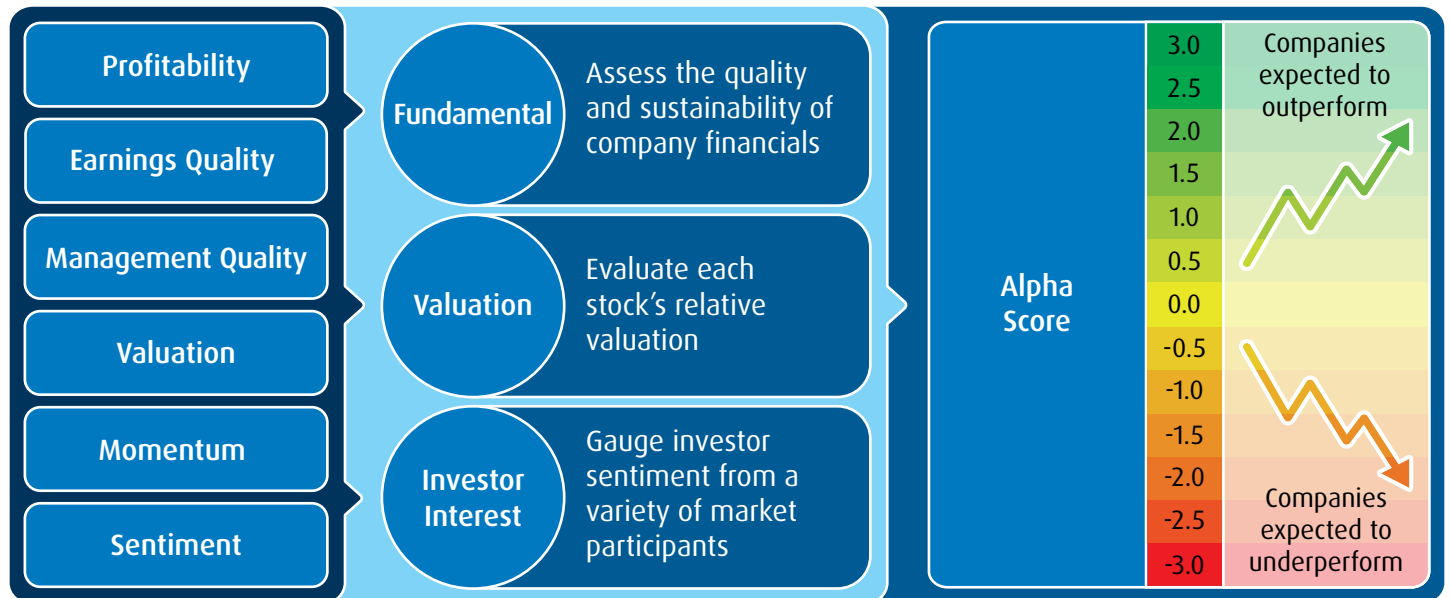 Profitability
Earnings Quality
Management Quality
Valuation
Momentum
Sentiment
Fundamental
Assess the quality
and sustainability of
company financials
Valuation
Evaluate each
stock’s relative
valuation
Investor
Interest
Gauge investor
sentiment from a
variety of market
participants
Alpha
Score
3.0
2.5
2.0
1.5
1.0
0.5
0.0
-0.5
-1.0
-1.5
-2.0
-2.5
-3.0
Companies
expected to
outperform
Companies
expected to
underperform